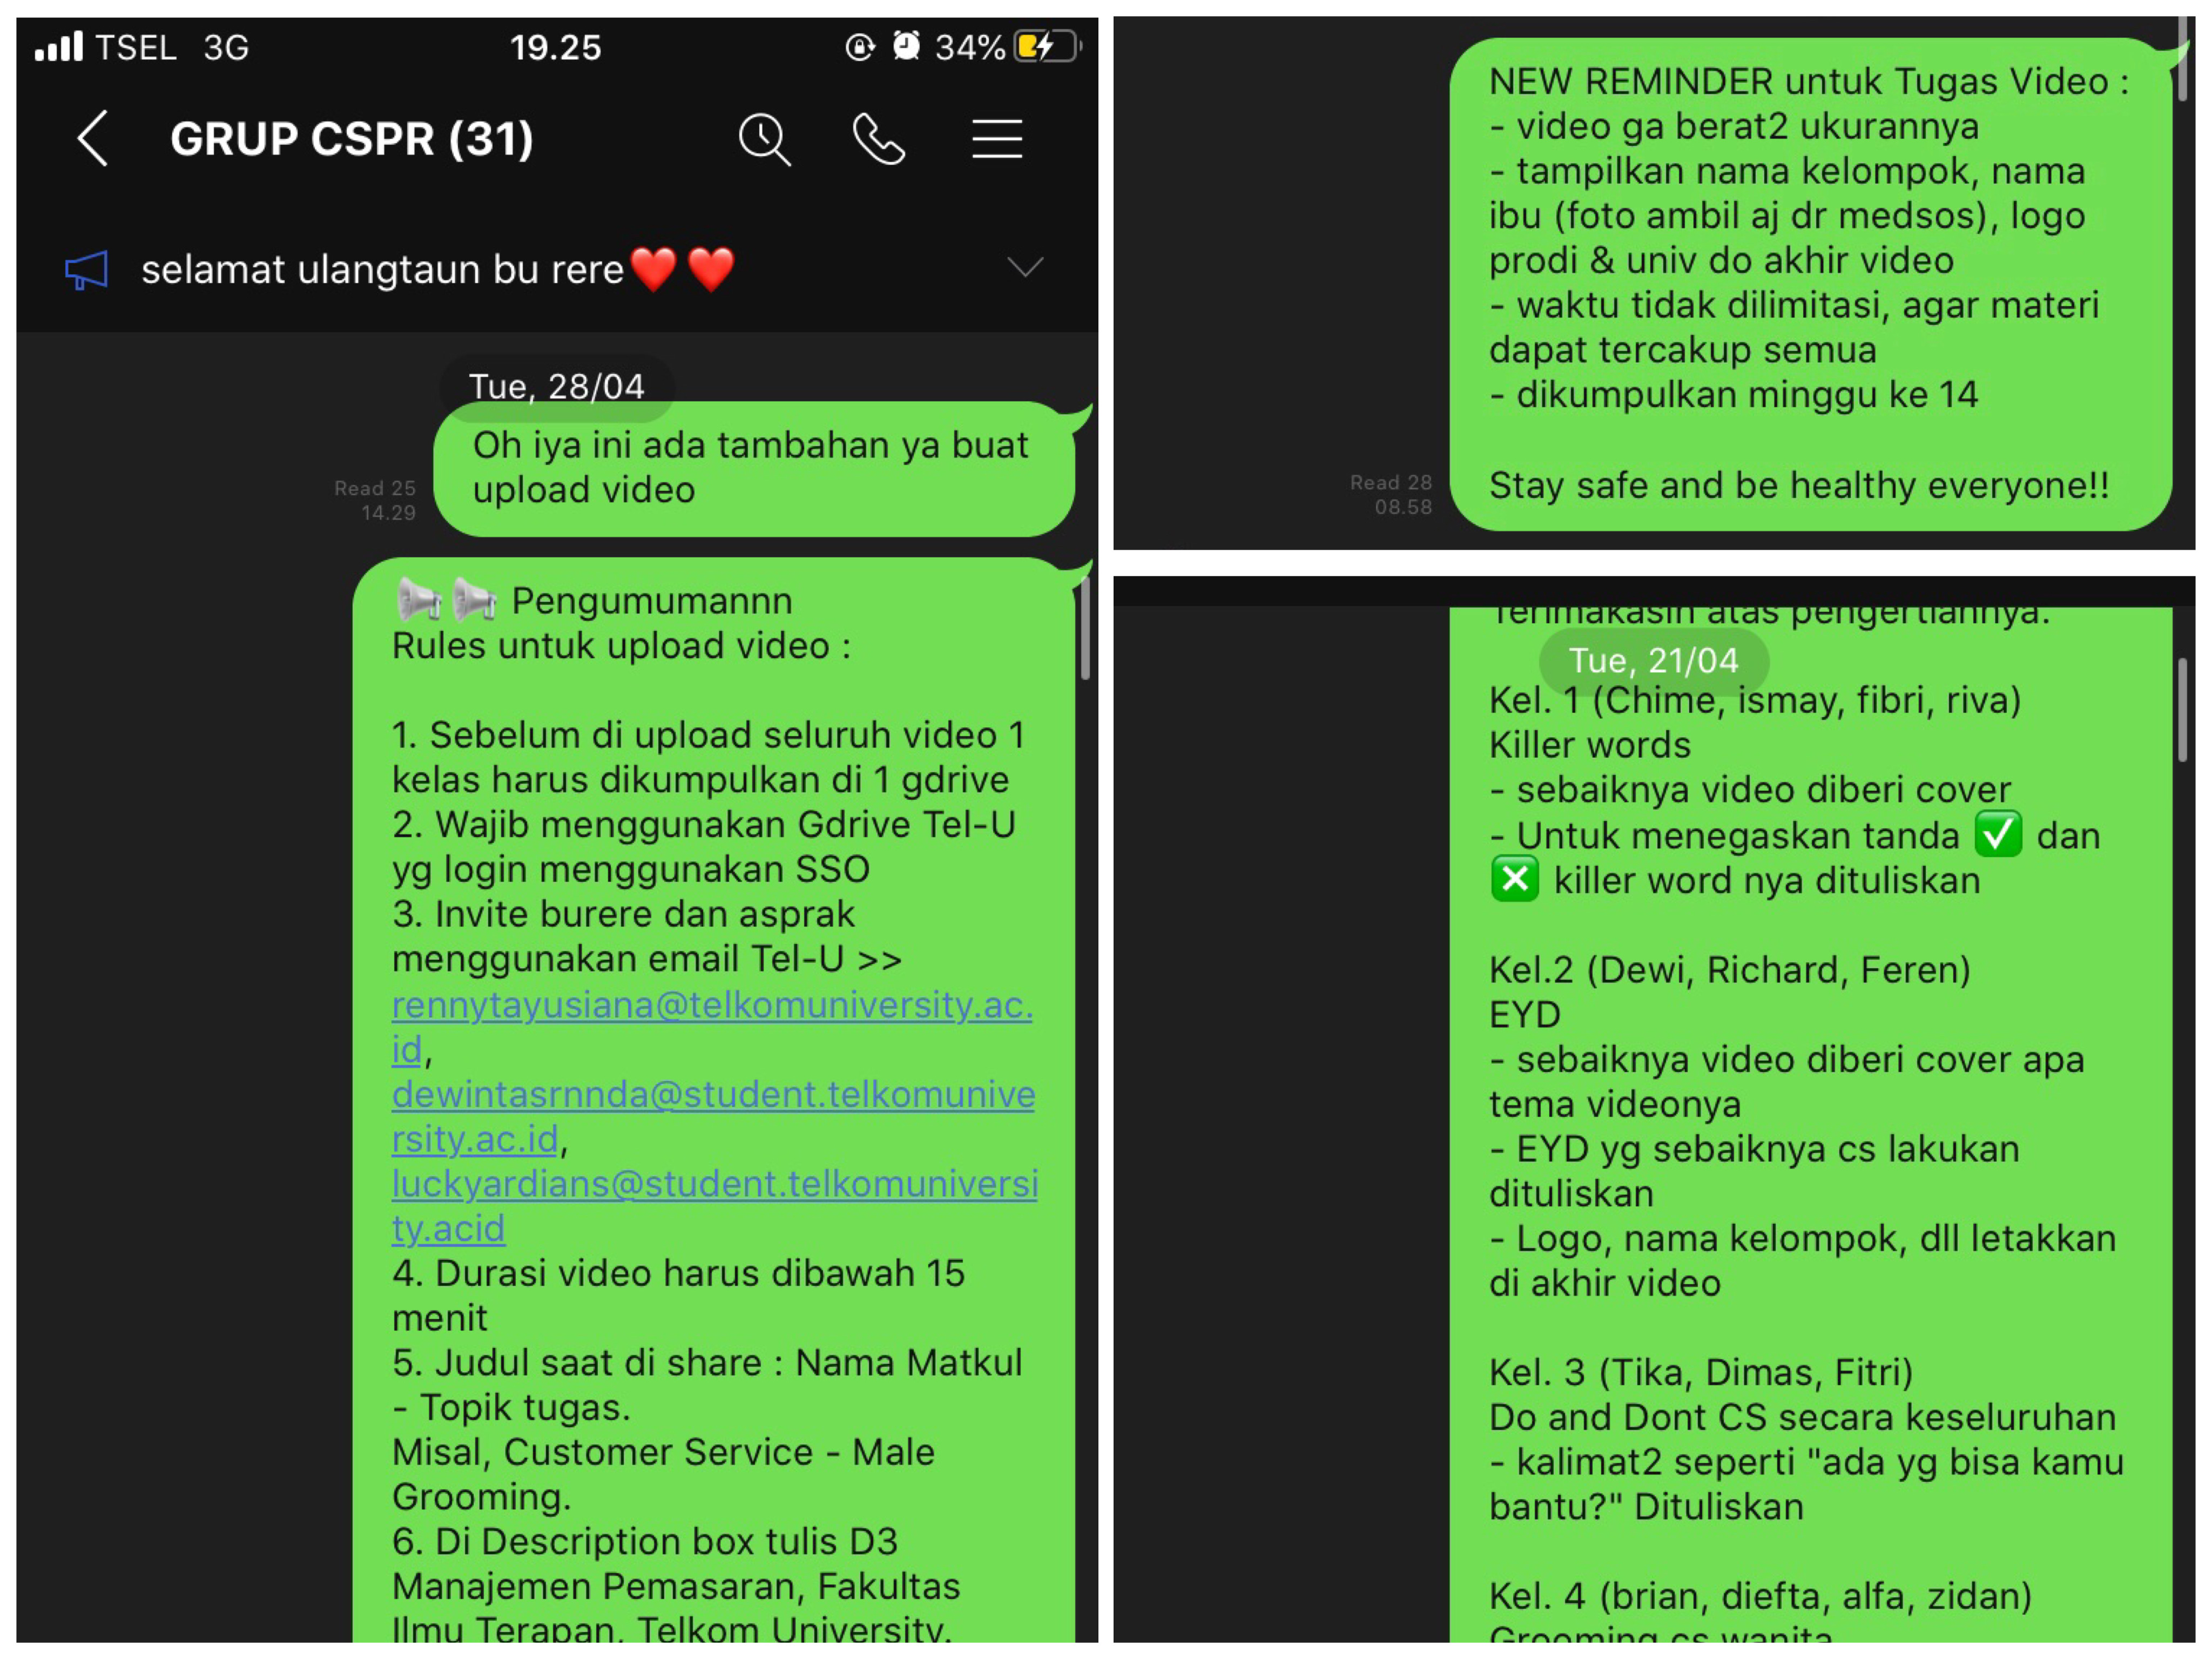 TSEL 3G 19.25 34%
GRUP CSPR (31)
selamat ulangtaun bu rere❤️❤️
Tue, 28/04
Oh iya ini ada tambahan ya buat
upload video
Read 25
14.29
📢📢 Pengumumannn
Rules untuk upload video :
1. Sebelum di upload seluruh video 1
kelas harus dikumpulkan di 1 gdrive
2. Wajib menggunakan Gdrive Tel-U
yg login menggunakan SSO
3. Invite burere dan asprak
menggunakan email Tel-U >>
rennytayusiana@telkomuniversity.ac.
id,
dewintasrnnda@student.telkomunive
rsity.ac.id,
luckyardians@student.telkomuniversi
ty.acid
4. Durasi video harus dibawah 15
menit
5. Judul saat di share : Nama Matkul
- Topik tugas.
Misal, Customer Service - Male
Grooming.
6. Di Description box tulis D3
Manajemen Pemasaran, Fakultas
Ilmu Terapan, Telkom University.
NEW REMINDER untuk Tugas Video :
- video ga berat2 ukurannya
- tampilkan nama kelompok, nama
ibu (foto ambil aj dr medsos), logo
prodi & univ do akhir video
- waktu tidak dilimitasi, agar materi
dapat tercakup semua
- dikumpulkan minggu ke 14
Stay safe and be healthy everyone!!
Read 28
08.58
Terimakasih atas pengertiannya.
Tue, 21/04
Kel. 1 (Chime, ismay, fibri, riva)
Killer words
- sebaiknya video diberi cover
- Untuk menegaskan tanda ✅ dan
❎ killer word nya dituliskan
Kel.2 (Dewi, Richard, Feren)
EYD
- sebaiknya video diberi cover apa
tema videonya
- EYD yg sebaiknya cs lakukan
dituliskan
- Logo, nama kelompok, dll letakkan
di akhir video
Kel. 3 (Tika, Dimas, Fitri)
Do and Dont CS secara keseluruhan
- kalimat2 seperti "ada yg bisa kamu
bantu?" Dituliskan
Kel. 4 (brian, diefta, alfa, zidan)
Grooming cs wanita